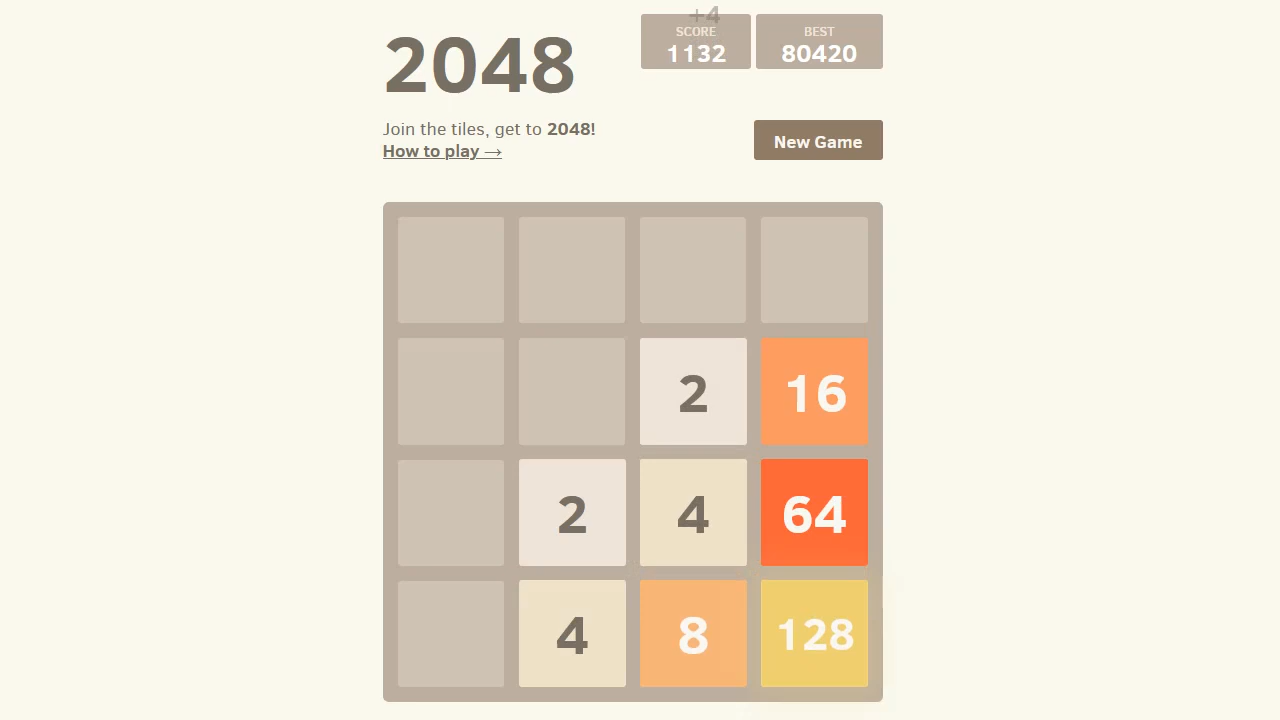 +4
2048
SCORE
1132
BEST
80420
Join the tiles, get to 2048!
How to play →
New Game
2 16
2 4 64
4 8 128